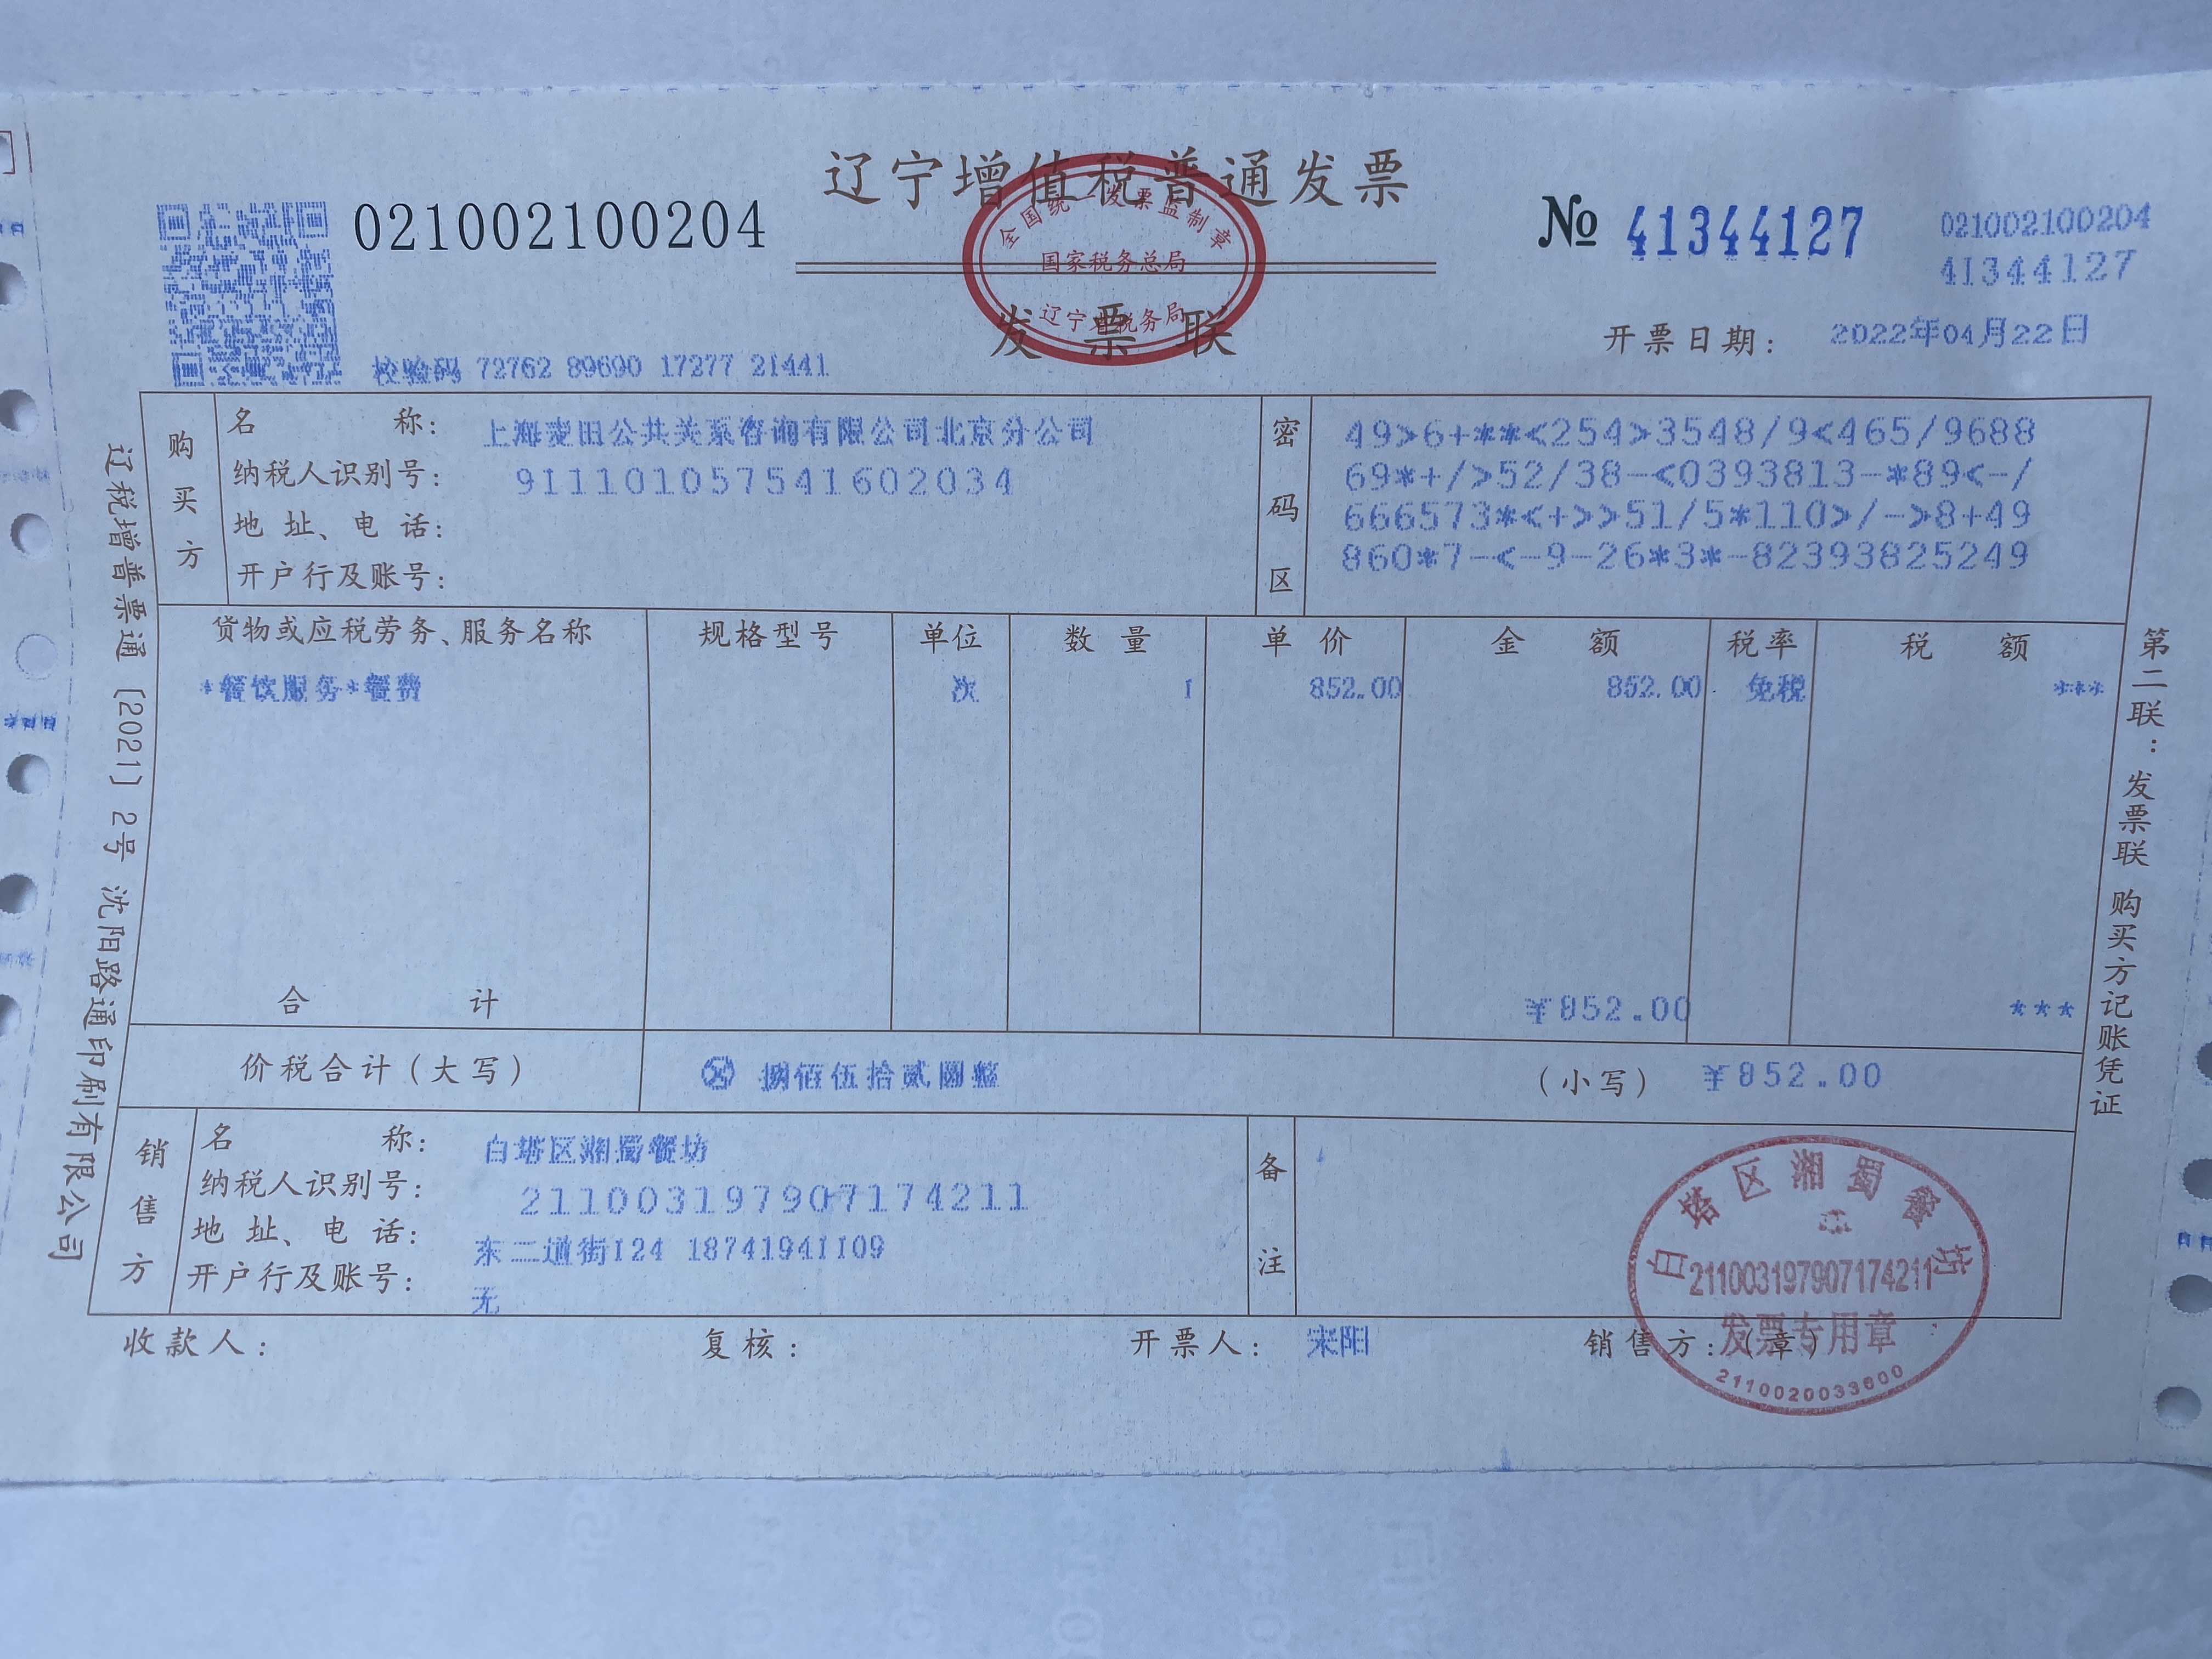 辽宁增值税普通发票
021002100204
全国统一发票监制章
国家税务总局
辽宁省税务局
发票联
№ 41344127
021002100204
41344127
开票日期: 2022年04月22日
校验码 72762 89690 17277 21441
购买方
名称: 上海麦田公共关系咨询有限公司北京分公司
纳税人识别号: 911101057541602034
地址、电话:
开户行及账号:
密码区
49>6+**<254>3548/9<465/9688
69*+/>52/38-<0393813-*89<-/
666573*<+>>51/5*110>/->8+49
860*7-<-9-26*3*-82393825249
货物或应税劳务、服务名称 规格型号 单位 数量 单价 金额 税率 税额
*餐饮服务*餐费 次 1 852.00 852.00 免税 ***
合计 ¥852.00 ***
价税合计(大写) ⊗ 捌佰伍拾贰圆整 (小写) ¥852.00
销售方
名称: 白塔区湘蜀餐坊
纳税人识别号: 211003197907174211
地址、电话: 东二道街124 18741941109
开户行及账号: 无
备注
白塔区湘蜀餐坊
211003197907174211
发票专用章
2110020033600
收款人: 复核: 开票人: 宋阳 销售方:(章)
辽税增普票通〔2021〕2号 沈阳路通印刷有限公司
第二联:发票联 购买方记账凭证